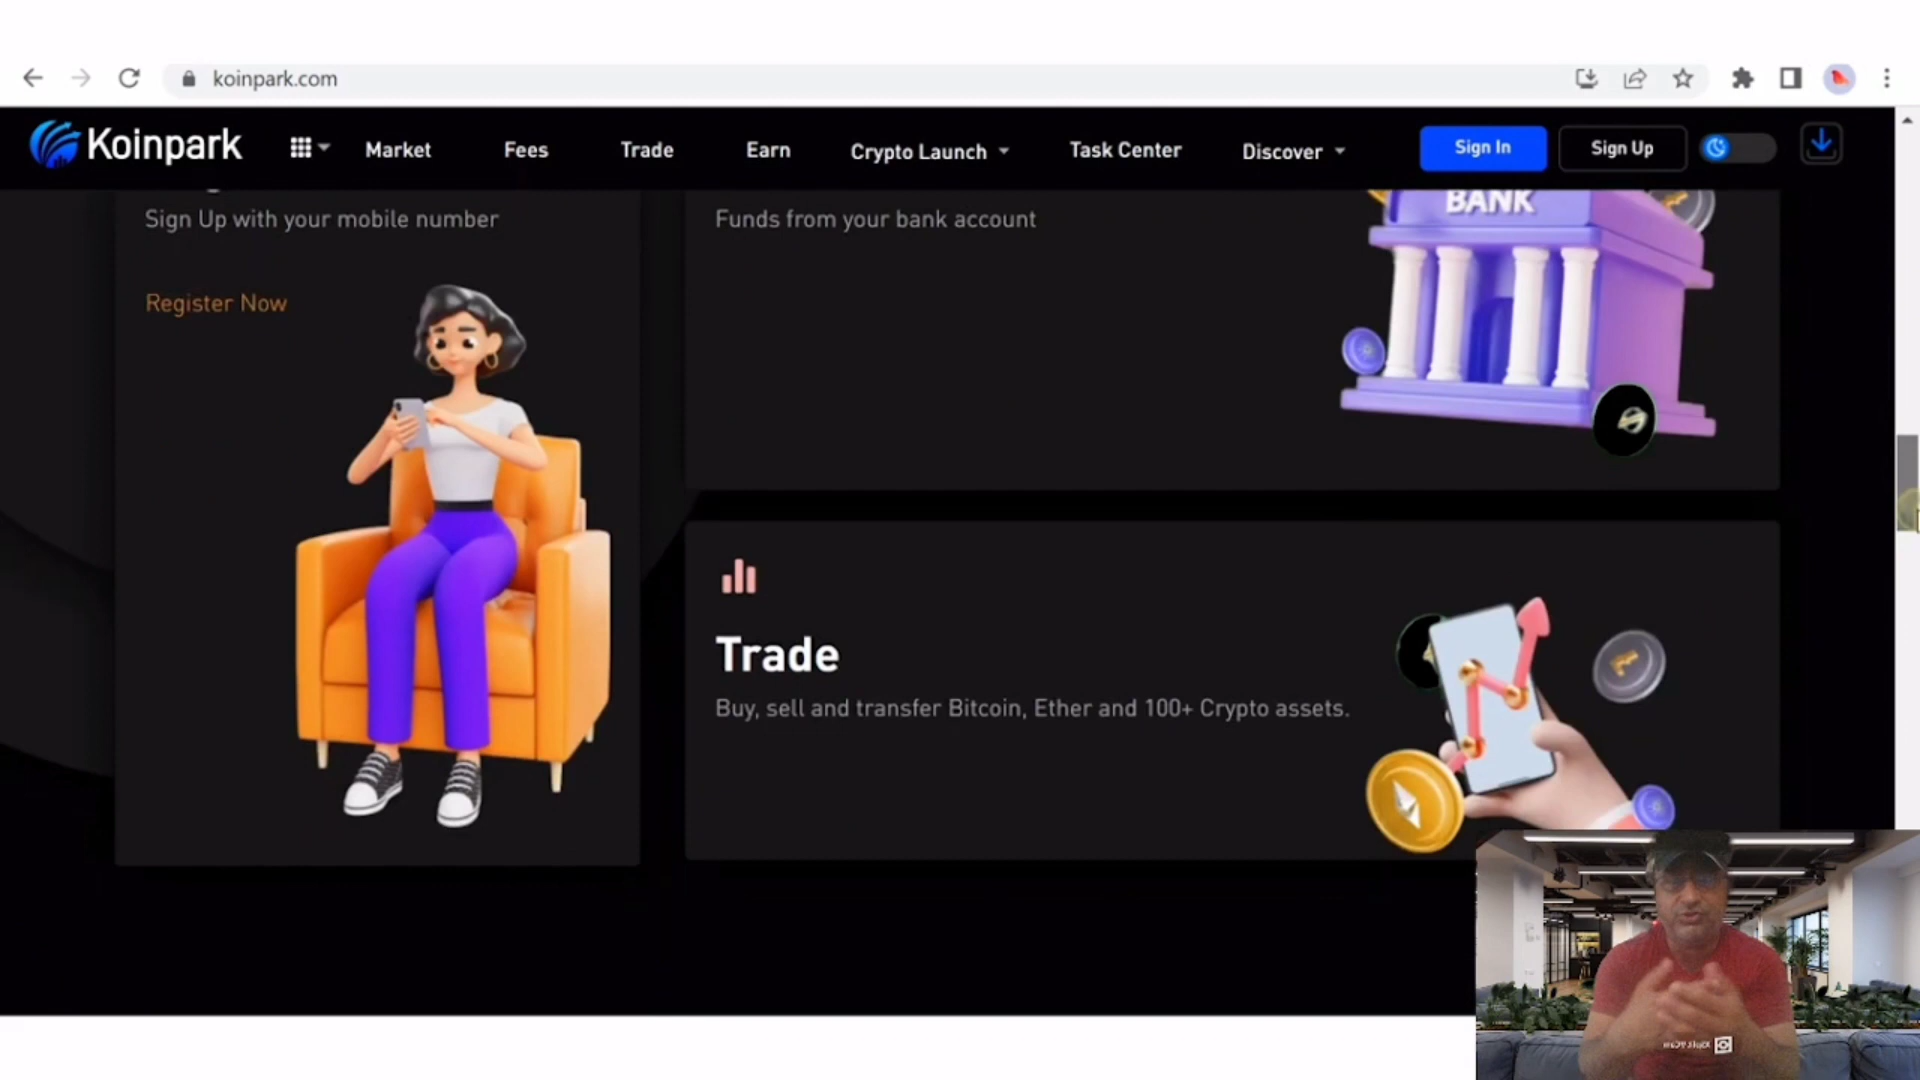 koinpark.com
Koinpark
Market
Fees
Trade
Earn
Crypto Launch
Task Center
Discover
Sign In
Sign Up
Sign Up with your mobile number
Register Now
Funds from your bank account
BANK
Trade
Buy, sell and transfer Bitcoin, Ether and 100+ Crypto assets.